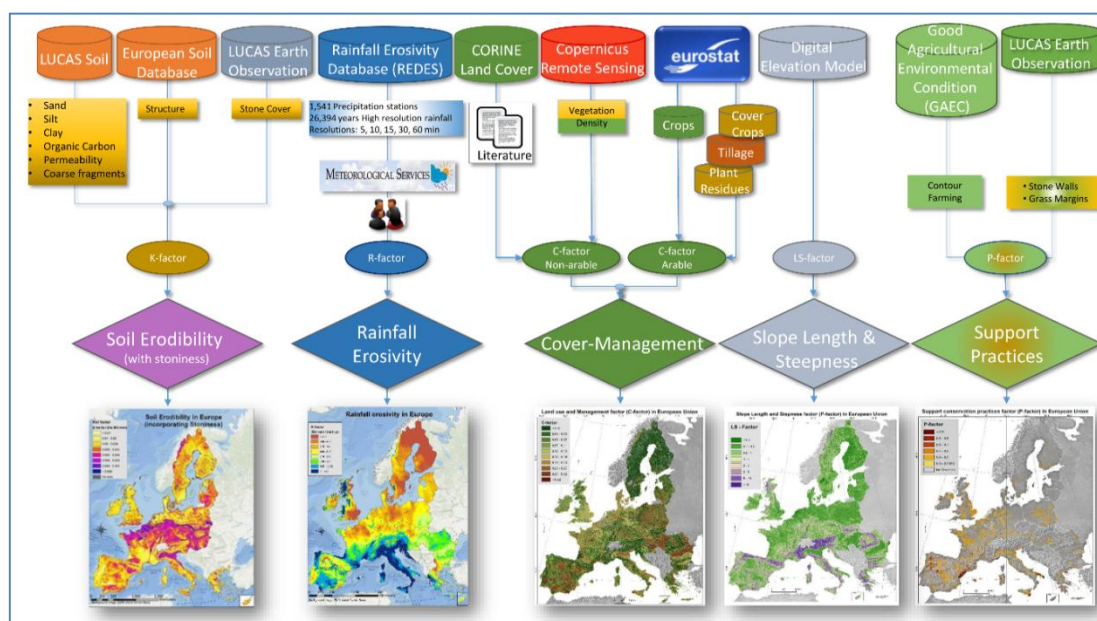 LUCAS Soil
European Soil
Database
LUCAS Earth
Observation
Rainfall Erosivity
Database (REDES)
CORINE
Land Cover
Copernicus
Remote Sensing
eurostat
Digital
Elevation Model
Good
Agricultural
Environmental
Condition
(GAEC)
LUCAS Earth
Observation
• Sand
• Silt
• Clay
• Organic Carbon
• Permeability
• Coarse fragments
Structure
Stone Cover
1,541 Precipitation stations
26,394 years High resolution rainfall
Resolutions: 5, 10, 15, 30, 60 min
METEOROLOGICAL SERVICES
Literature
Vegetation
Density
Crops
Cover
Crops
Tillage
Plant
Residues
Contour
Farming
• Stone Walls
• Grass Margins
K-factor
R-factor
C-factor
Non-arable
C-factor
Arable
LS-factor
P-factor
Soil Erodibility
(with stoniness)
Rainfall
Erosivity
Cover-Management
Slope Length &
Steepness
Support
Practices
Soil Erodibility in Europe
(incorporating Stoniness)
Rainfall erosivity in Europe
Land use and Management factor (C-factor) in European Union
Slope Length and Steepness factor (P-factor) in European Union
LS - Factor
Support conservation practices factor (P-factor) in European Union
P-factor